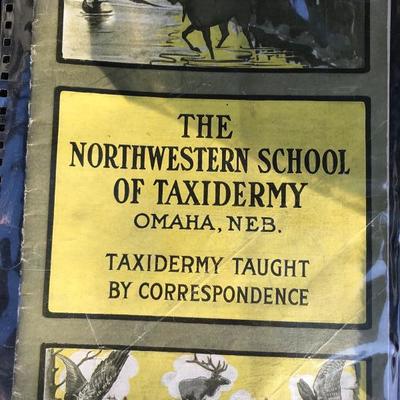 THE
NORTHWESTERN SCHOOL
OF TAXIDERMY
OMAHA, NEB.
TAXIDERMY TAUGHT
BY CORRESPONDENCE